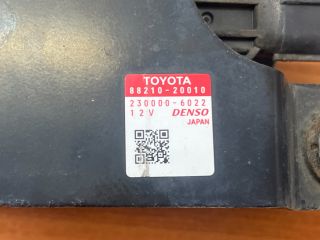 TOYOTA
88210-20010
230000-6022
12V DENSO
JAPAN